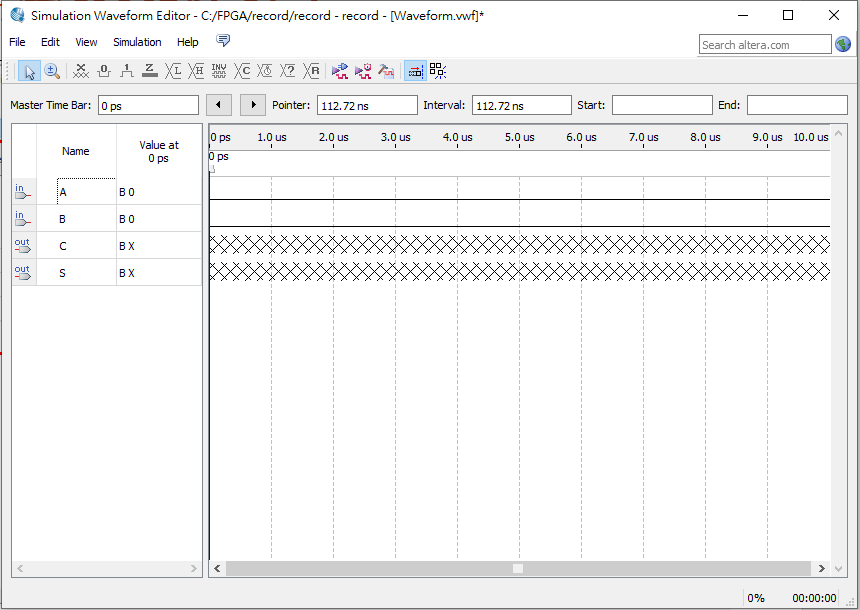 Simulation Waveform Editor - C:/FPGA/record/record - record - [Waveform.vwf]*
File Edit View Simulation Help
Search altera.com
Master Time Bar: 0 ps Pointer: 112.72 ns Interval: 112.72 ns Start: End:
Name Value at 0 ps
0 ps 1.0 us 2.0 us 3.0 us 4.0 us 5.0 us 6.0 us 7.0 us 8.0 us 9.0 us 10.0 us
0 ps
in A B 0
in B B 0
out C B X
out S B X
0% 00:00:00